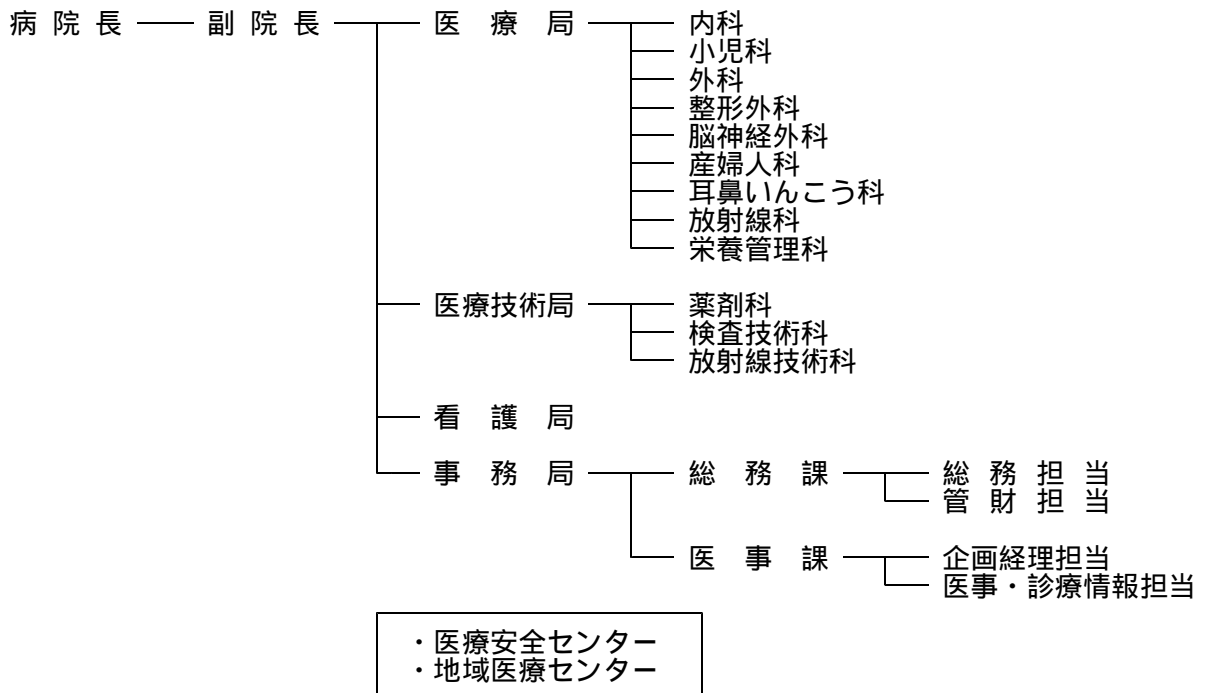 病院長 副院長 医療局 内科
小児科
外科
整形外科
脳神経外科
産婦人科
耳鼻いんこう科
放射線科
栄養管理科
医療技術局 薬剤科
検査技術科
放射線技術科
看護局
事務局 総務課 総務担当
管財担当
医事課 企画経理担当
医事・診療情報担当
・医療安全センター
・地域医療センター